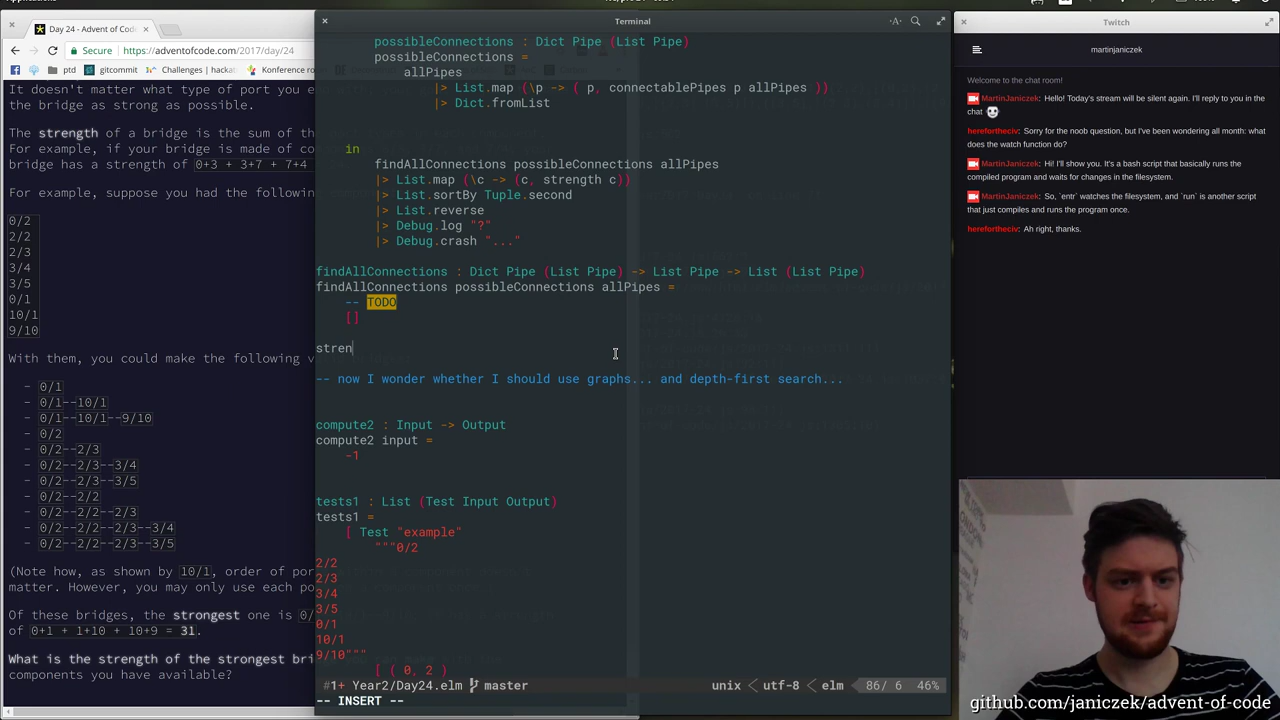 Terminal
Twitch
Day 24 - Advent of Code
Secure
https://adventofcode.com/2017/day/24
ptd
gitcommit
Challenges | hackat
Konference ro
It doesn't matter what type of port you e
the bridge as strong as possible.
The strength of a bridge is the sum of th
For example, if your bridge is made of co
bridge has a strength of 0+3 + 3+7 + 7+4
For example, suppose you had the following
0/2
2/2
2/3
3/4
3/5
0/1
10/1
9/10
With them, you could make the following v
- 0/1
- 0/1--10/1
- 0/1--10/1--9/10
- 0/2
- 0/2--2/3
- 0/2--2/3--3/4
- 0/2--2/3--3/5
- 0/2--2/2
- 0/2--2/2--2/3
- 0/2--2/2--2/3--3/4
- 0/2--2/2--2/3--3/5
(Note how, as shown by 10/1, order of por
matter. However, you may only use each po
Of these bridges, the strongest one is 0/
of 0+1 + 1+10 + 10+9 = 31.
What is the strength of the strongest bri
components you have available?
possibleConnections : Dict Pipe (List Pipe)
possibleConnections =
allPipes
|> List.map (\p -> ( p, connectablePipes p allPipes ))
|> Dict.fromList
in
findAllConnections possibleConnections allPipes
|> List.map (\c -> (c, strength c))
|> List.sortBy Tuple.second
|> List.reverse
|> Debug.log "?"
|> Debug.crash "..."
findAllConnections : Dict Pipe (List Pipe) -> List Pipe -> List (List Pipe)
findAllConnections possibleConnections allPipes =
-- TODO
[]
stren
-- now I wonder whether I should use graphs... and depth-first search...
compute2 : Input -> Output
compute2 input =
-1
tests1 : List (Test Input Output)
tests1 =
[ Test "example"
"""0/2
2/2
2/3
3/4
3/5
0/1
10/1
9/10"""
[ ( 0, 2 )
#1+ Year2/Day24.elm master
unix < utf-8 < elm 86/ 6 46%
-- INSERT --
martinjaniczek
Welcome to the chat room!
MartinJaniczek: Hello! Today's stream will be silent again. I'll reply to you in the
chat
herefortheciv: Sorry for the noob question, but I've been wondering all month: what
does the watch function do?
MartinJaniczek: Hi! I'll show you. It's a bash script that basically runs the
compiled program and waits for changes in the filesystem.
MartinJaniczek: So, `entr` watches the filesystem, and `run` is another script
that just compiles and runs the program once.
herefortheciv: Ah right, thanks.
github.com/janiczek/advent-of-code